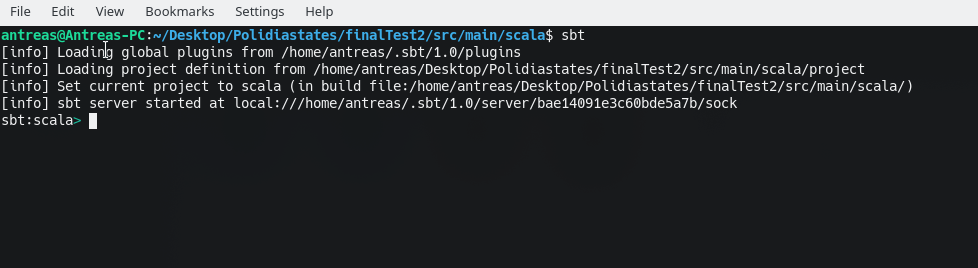 File Edit View Bookmarks Settings Help
antreas@Antreas-PC:~/Desktop/Polidiastates/finalTest2/src/main/scala$ sbt
[info] Loading global plugins from /home/antreas/.sbt/1.0/plugins
[info] Loading project definition from /home/antreas/Desktop/Polidiastates/finalTest2/src/main/scala/project
[info] Set current project to scala (in build file:/home/antreas/Desktop/Polidiastates/finalTest2/src/main/scala/)
[info] sbt server started at local:///home/antreas/.sbt/1.0/server/bae14091e3c60bde5a7b/sock
sbt:scala>